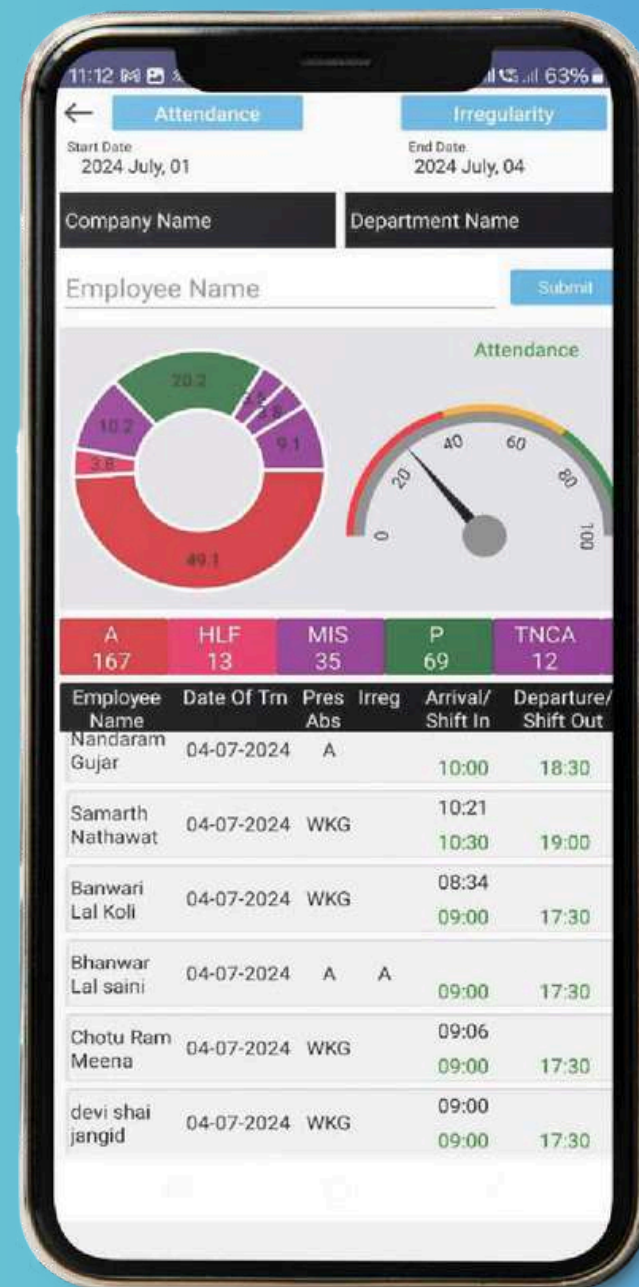 11:12 63%
Attendance Irregularity
Start Date End Date
2024 July, 01 2024 July, 04
Company Name Department Name
Employee Name Submit
Attendance
20.2
10.2
3.8
3.8
9.1
49.1
0 20 40 60 80 100
A HLF MIS P TNCA
167 13 35 69 12
Employee Date Of Trn Pres Irreg Arrival/ Departure/
Name Abs Shift In Shift Out
Nandaram 04-07-2024 A
Gujar 10:00 18:30
Samarth 04-07-2024 WKG 10:21
Nathawat 10:30 19:00
Banwari 04-07-2024 WKG 08:34
Lal Koli 09:00 17:30
Bhanwar 04-07-2024 A A
Lal saini 09:00 17:30
Chotu Ram 04-07-2024 WKG 09:06
Meena 09:00 17:30
devi shai 04-07-2024 WKG 09:00
jangid 09:00 17:30